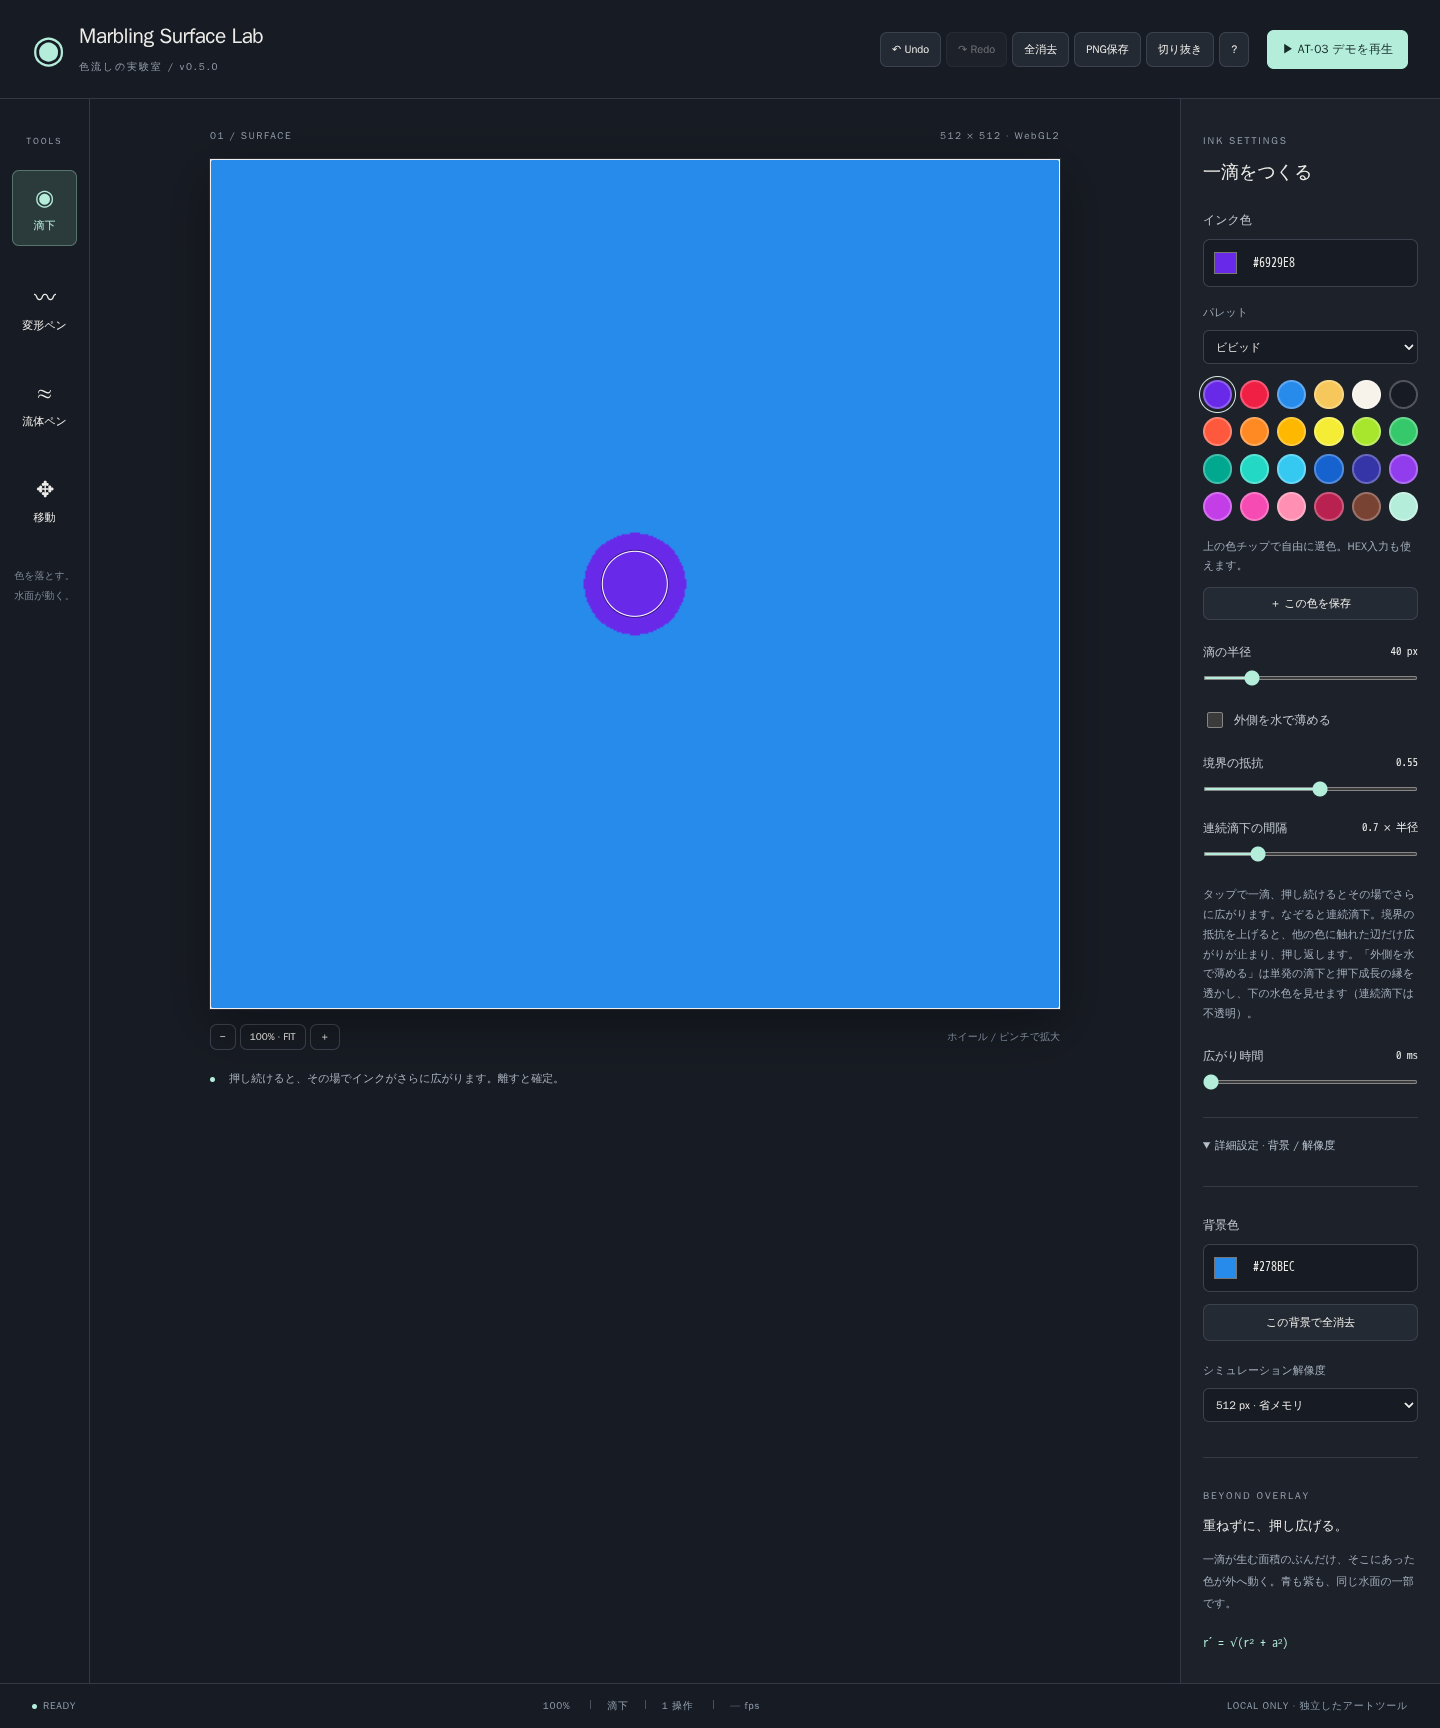 Marbling Surface Lab
色流しの実験室 / v0.5.0
↶ Undo
↷ Redo
全消去
PNG保存
切り抜き
?
▶ AT-03 デモを再生
TOOLS
滴下
変形ペン
流体ペン
移動
色を落とす。
水面が動く。
01 / SURFACE
512 × 512 · WebGL2
−
100% · FIT
+
ホイール / ピンチで拡大
押し続けると、その場でインクがさらに広がります。離すと確定。
INK SETTINGS
一滴をつくる
インク色
#6929E8
パレット
ビビッド
上の色チップで自由に選色。HEX入力も使
えます。
+ この色を保存
滴の半径
40 px
外側を水で薄める
境界の抵抗
0.55
連続滴下の間隔
0.7 × 半径
タップで一滴、押し続けるとその場でさら
に広がります。なぞると連続滴下。境界の
抵抗を上げると、他の色に触れた辺だけ広
がりが止まり、押し返します。「外側を水
で薄める」は単発の滴下と押下成長の縁を
透かし、下の水色を見せます（連続滴下は
不透明）。
広がり時間
0 ms
▼ 詳細設定 · 背景 / 解像度
背景色
#278BEC
この背景で全消去
シミュレーション解像度
512 px · 省メモリ
BEYOND OVERLAY
重ねずに、押し広げる。
一滴が生む面積のぶんだけ、そこにあった
色が外へ動く。青も紫も、同じ水面の一部
です。
r′ = √(r² + a²)
READY
100%
滴下
1 操作
— fps
LOCAL ONLY · 独立したアートツール